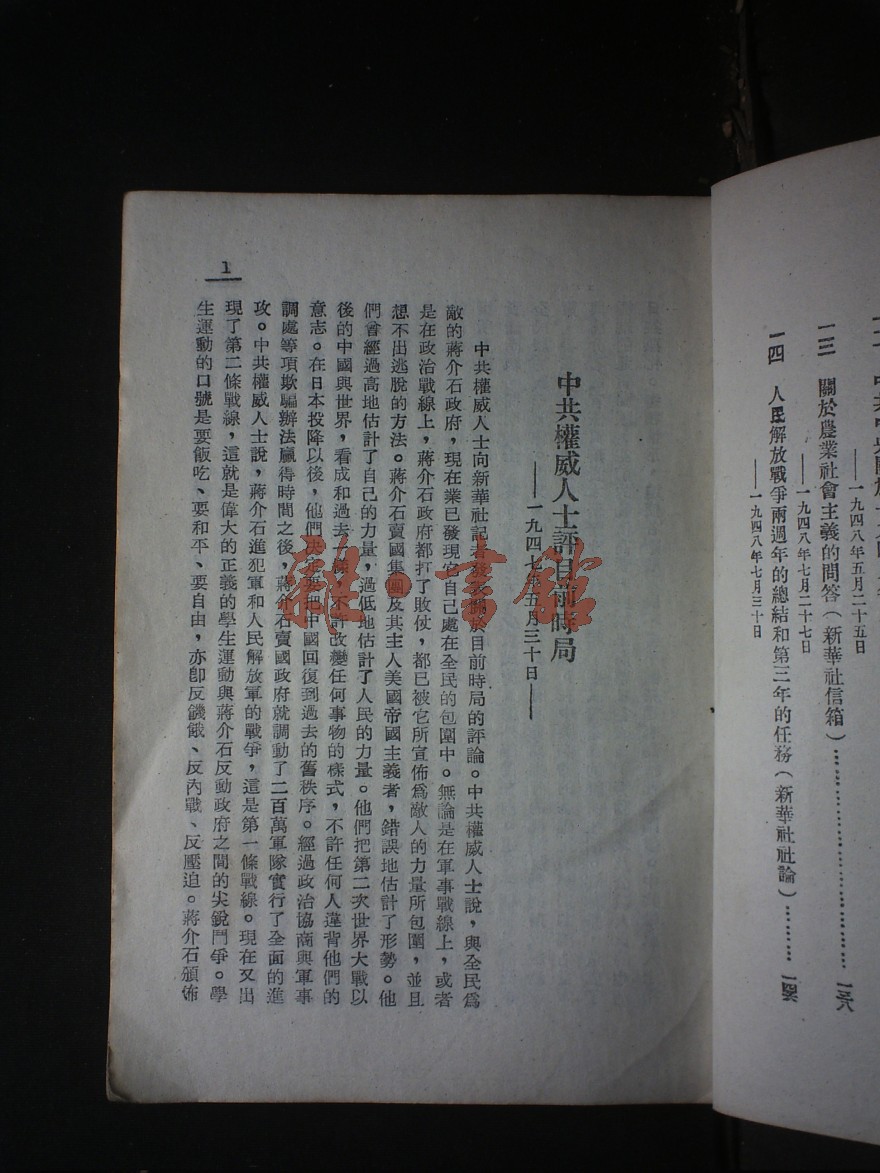 一九四八年五月二十五日
一三　關於農業社會主義的問答（新華社信箱）……………………一三八
——一九四八年七月二十七日
一四　人民解放戰爭兩週年的總結和第三年的任務（新華社社論）………
——一九四八年七月三十日
中共權威人士評目前時局
——一九四七年五月三十日——
中共權威人士向新華社記者發表關於目前時局的評論。中共權威人士說，與全民爲
敵的蔣介石政府，現在業已發現它自己處在全民的包圍中。無論是在軍事戰線上，或者
是在政治戰線上，蔣介石政府都打了敗仗，都已被它所宣佈爲敵人的力量所包圍，並且
想不出逃脫的方法。蔣介石賣國集團及其主人美國帝國主義者，錯誤地估計了形勢。他
們曾經過高地估計了自己的力量，過低地估計了人民的力量。他們把第二次世界大戰以
後的中國與世界，看成和過去一樣，不許改變任何事物的樣式，不許任何人違背他們的
意志。在日本投降以後，他們決定要把中國回復到過去的舊秩序。經過政治協商與軍事
調處等項欺騙辦法贏得時間之後，蔣介石賣國政府就調動了二百萬軍隊實行了全面的進
攻。中共權威人士說，蔣介石進犯軍和人民解放軍的戰爭，這是第一條戰線。現在又出
現了第二條戰線，這就是偉大的正義的學生運動與蔣介石反動政府之間的尖銳鬥爭。學
生運動的口號是要飯吃、要和平、要自由，亦卽反饑餓、反內戰、反壓迫。蔣介石頒佈
1
雜·書館